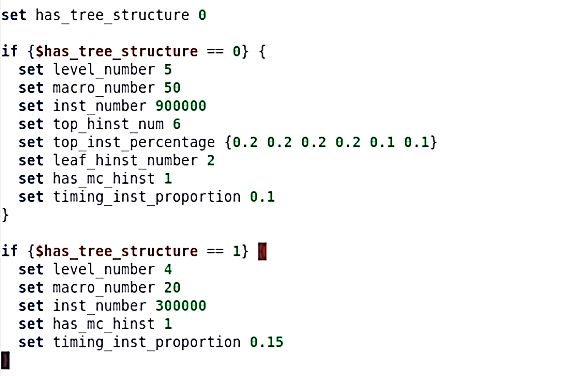 set has_tree_structure 0
if {$has_tree_structure == 0} {
set level_number 5
set macro_number 50
set inst_number 900000
set top_hinst_num 6
set top_inst_percentage {0.2 0.2 0.2 0.2 0.1 0.1}
set leaf_hinst_number 2
set has_mc_hinst 1
set timing_inst_proportion 0.1
}
if {$has_tree_structure == 1} {
set level_number 4
set macro_number 20
set inst_number 300000
set has_mc_hinst 1
set timing_inst_proportion 0.15
}